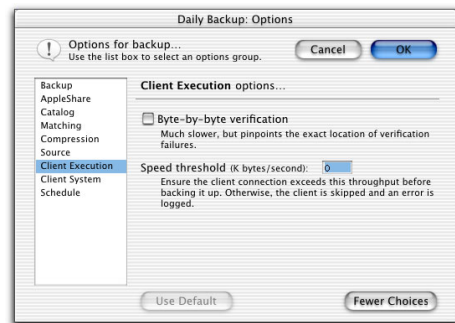 Daily Backup: Options
Options for backup...
Use the list box to select an options group.
Cancel
OK
Backup
AppleShare
Catalog
Matching
Compression
Source
Client Execution
Client System
Schedule
Client Execution options...
Byte-by-byte verification
Much slower, but pinpoints the exact location of verification
failures.
Speed threshold (K bytes/second): 0
Ensure the client connection exceeds this throughput before
backing it up. Otherwise, the client is skipped and an error is
logged.
Use Default
Fewer Choices